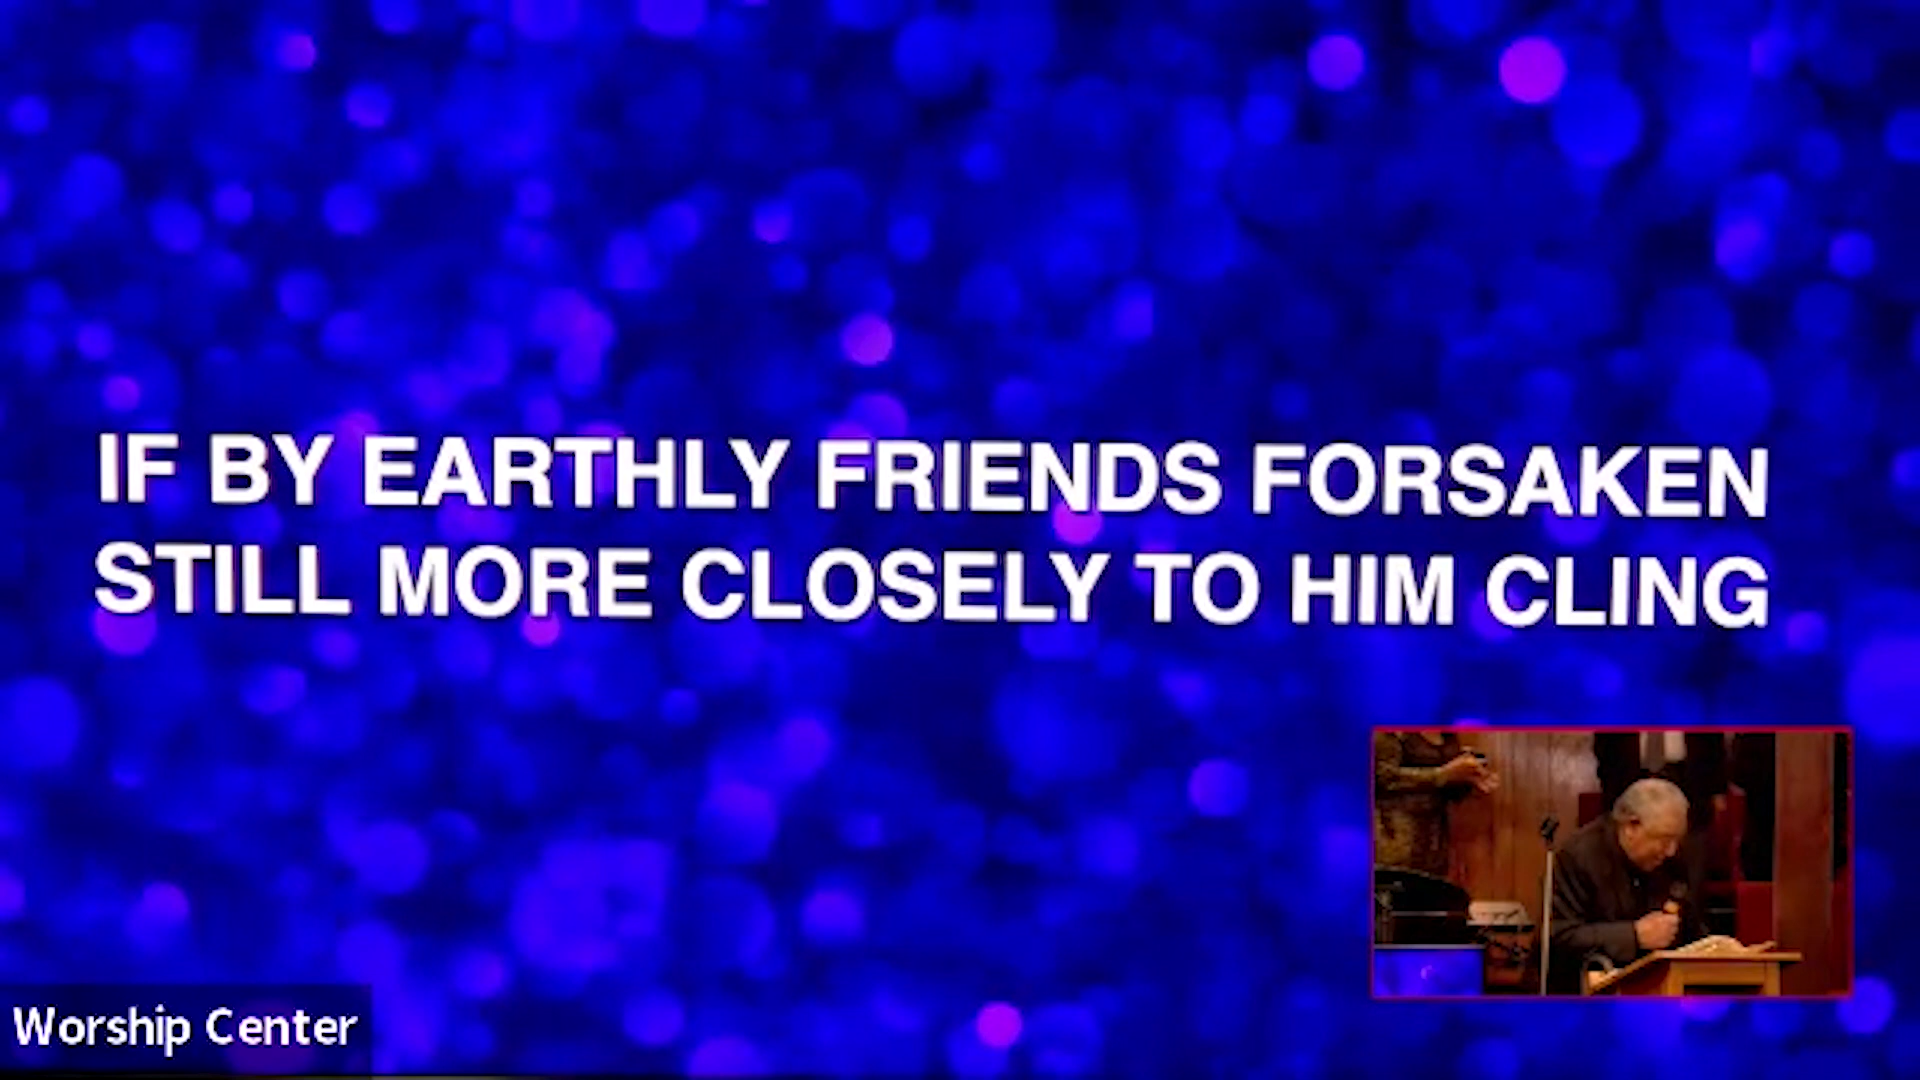 IF BY EARTHLY FRIENDS FORSAKEN
STILL MORE CLOSELY TO HIM CLING
Worship Center